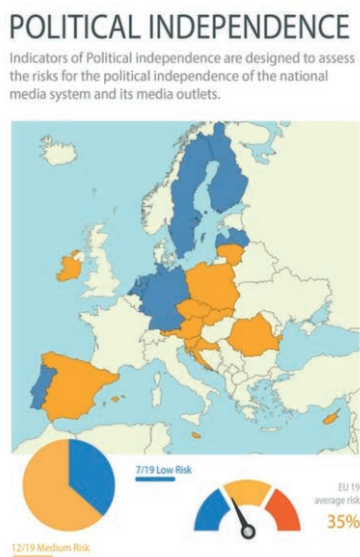 POLITICAL INDEPENDENCE
Indicators of Political independence are designed to assess
the risks for the political independence of the national
media system and its media outlets.
7/19 Low Risk
EU 19
average risk
35%
12/19 Medium Risk